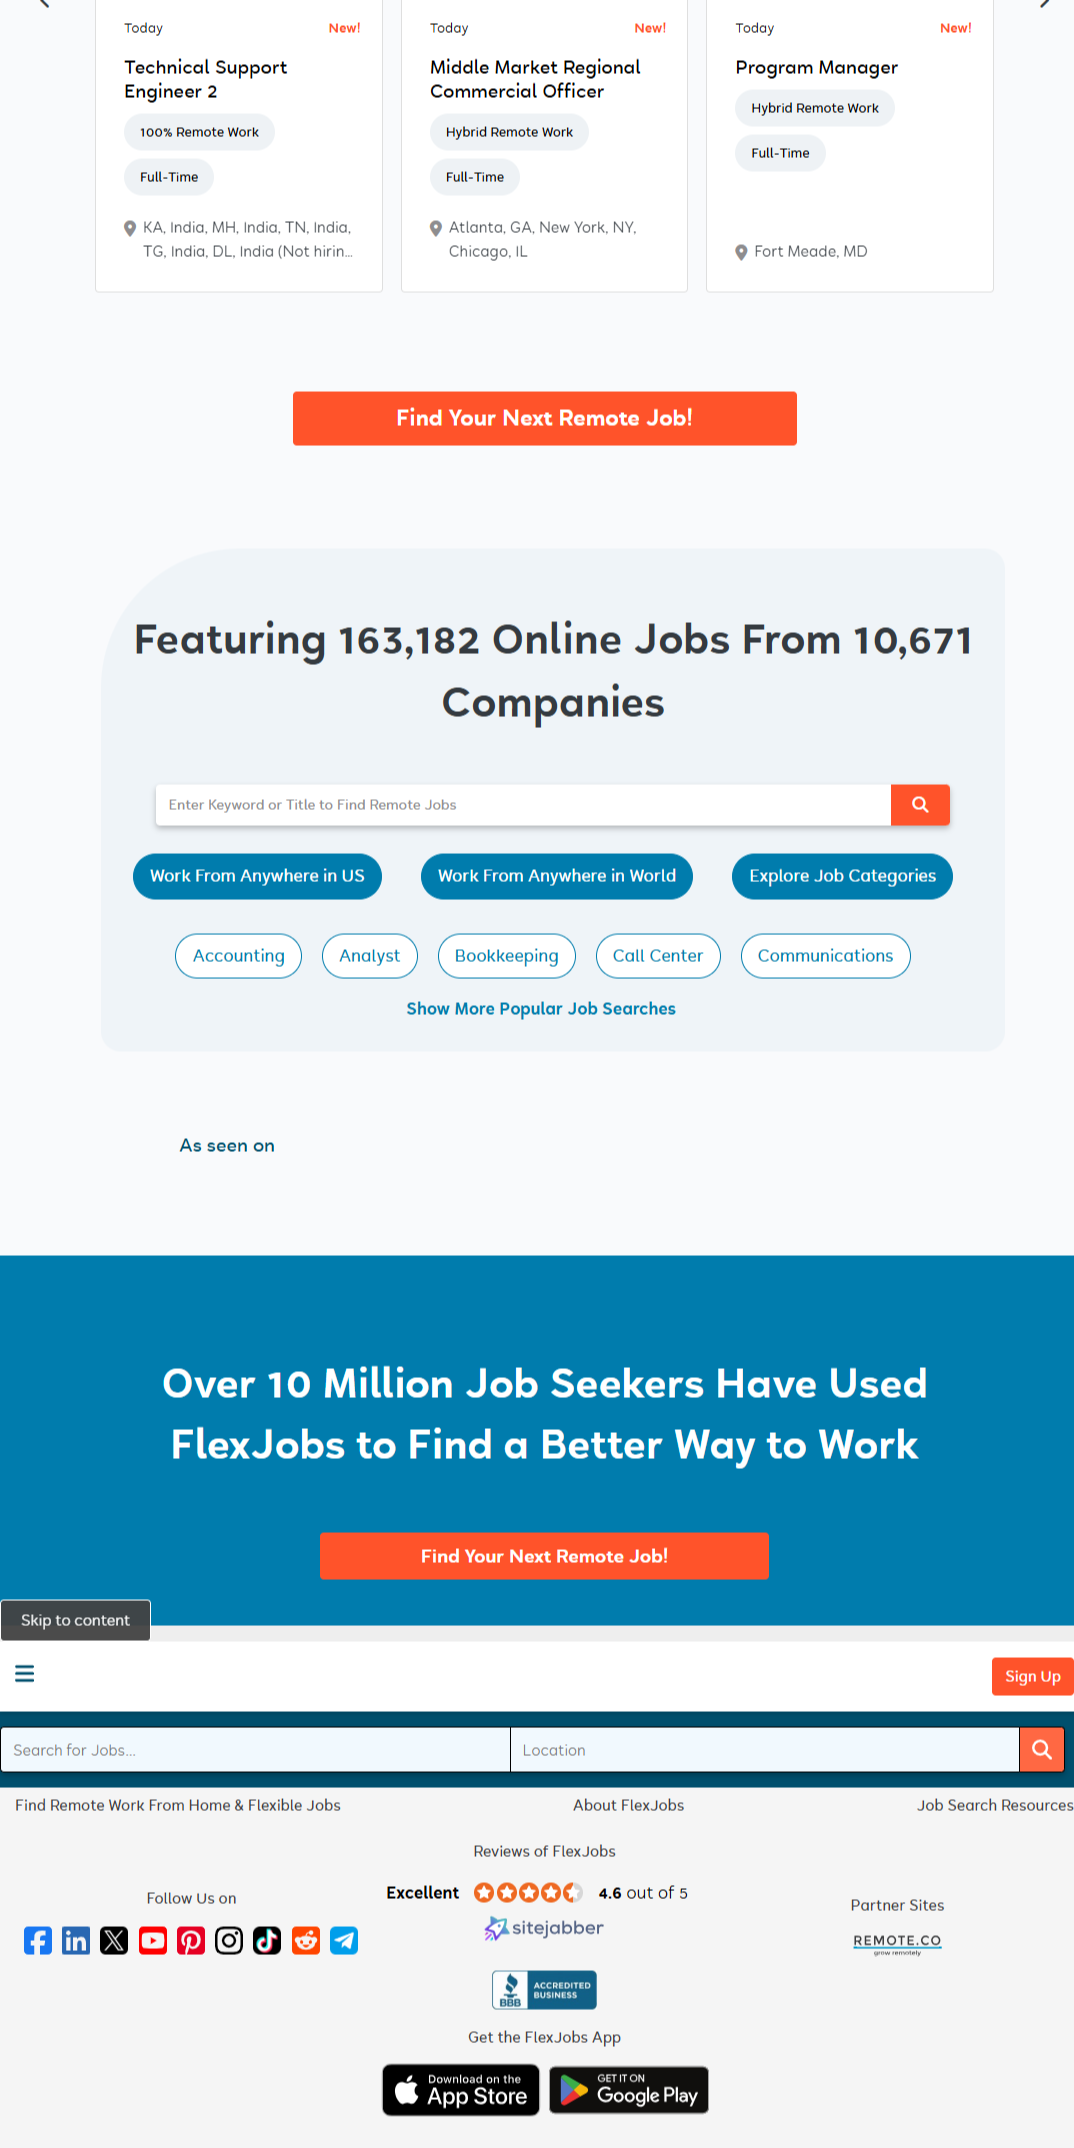 Today New!
Technical Support
Engineer 2
100% Remote Work
Full-Time
KA, India, MH, India, TN, India,
TG, India, DL, India (Not hirin...
Today New!
Middle Market Regional
Commercial Officer
Hybrid Remote Work
Full-Time
Atlanta, GA, New York, NY,
Chicago, IL
Today New!
Program Manager
Hybrid Remote Work
Full-Time
Fort Meade, MD
Find Your Next Remote Job!
Featuring 163,182 Online Jobs From 10,671
Companies
Enter Keyword or Title to Find Remote Jobs
Work From Anywhere in US Work From Anywhere in World Explore Job Categories
Accounting Analyst Bookkeeping Call Center Communications
Show More Popular Job Searches
As seen on
Over 10 Million Job Seekers Have Used
FlexJobs to Find a Better Way to Work
Find Your Next Remote Job!
Skip to content
Sign Up
Search for Jobs... Location
Find Remote Work From Home & Flexible Jobs About FlexJobs Job Search Resources
Reviews of FlexJobs
Excellent 4.6 out of 5
sitejabber
Follow Us on
Partner Sites
REMOTE.CO
grow remotely
BBB ACCREDITED
BUSINESS
Get the FlexJobs App
Download on the
App Store
GET IT ON
Google Play